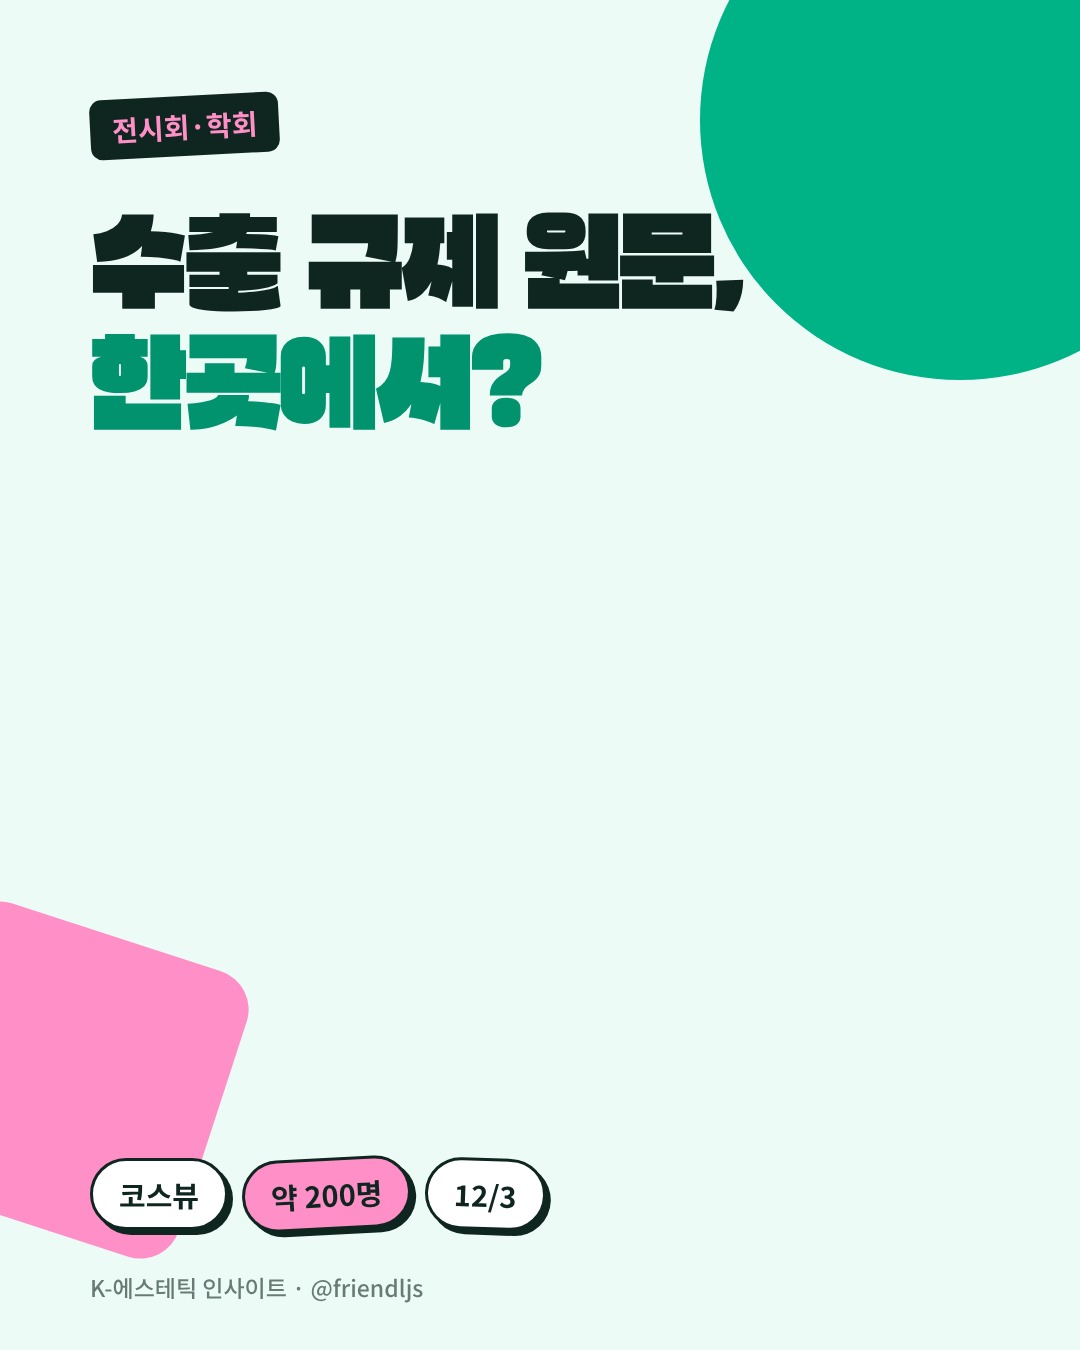 전시회·학회
수출 규제 원문,
한곳에서?
코스뷰
약 200명
12/3
K-에스테틱 인사이트 · @friendljs